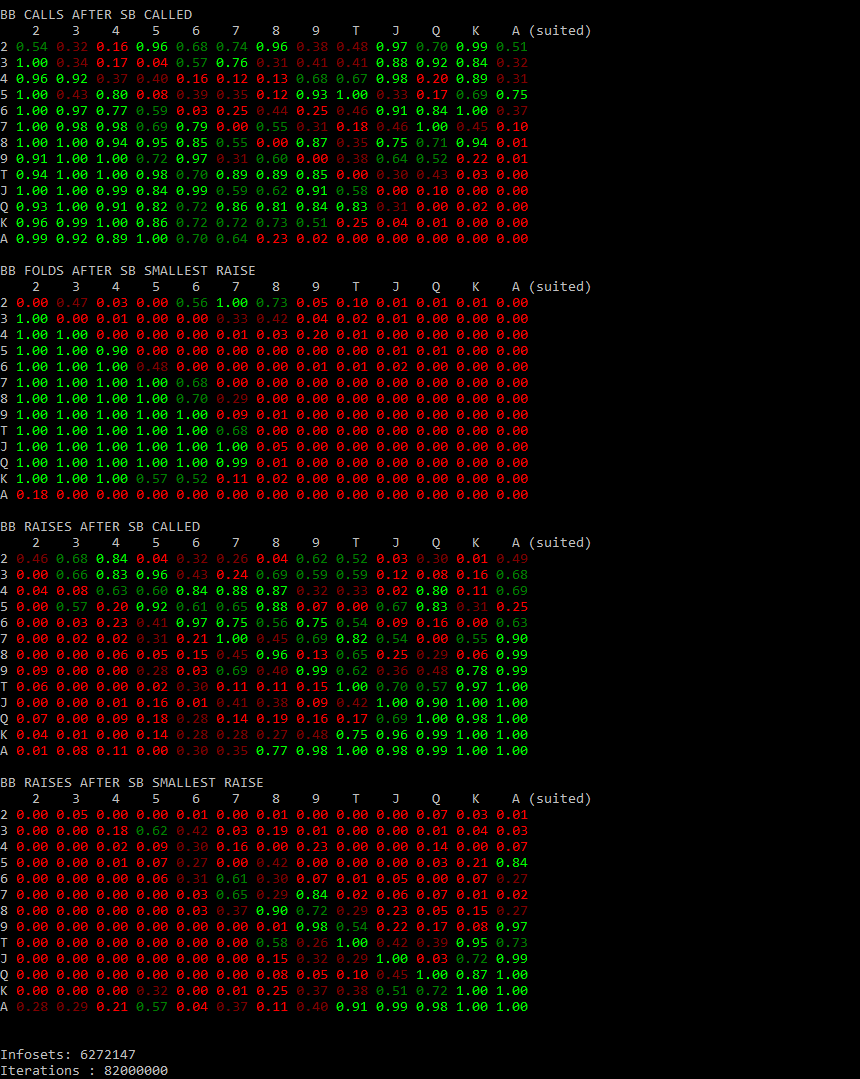 BB CALLS AFTER SB CALLED
2 3 4 5 6 7 8 9 T J Q K A (suited)
2 0.54 0.32 0.16 0.96 0.68 0.74 0.96 0.38 0.48 0.97 0.70 0.99 0.51
3 1.00 0.34 0.17 0.04 0.57 0.76 0.31 0.41 0.41 0.88 0.92 0.84 0.32
4 0.96 0.92 0.37 0.40 0.16 0.12 0.13 0.68 0.67 0.98 0.20 0.89 0.31
5 1.00 0.43 0.80 0.08 0.39 0.35 0.12 0.93 1.00 0.33 0.17 0.69 0.75
6 1.00 0.97 0.77 0.59 0.03 0.25 0.44 0.25 0.46 0.91 0.84 1.00 0.37
7 1.00 0.98 0.98 0.69 0.79 0.00 0.55 0.31 0.18 0.46 1.00 0.45 0.10
8 1.00 1.00 0.94 0.95 0.85 0.55 0.00 0.87 0.35 0.75 0.71 0.94 0.01
9 0.91 1.00 1.00 0.72 0.97 0.31 0.60 0.00 0.38 0.64 0.52 0.22 0.01
T 0.94 1.00 1.00 0.98 0.70 0.89 0.89 0.85 0.00 0.30 0.43 0.03 0.00
J 1.00 1.00 0.99 0.84 0.99 0.59 0.62 0.91 0.58 0.00 0.10 0.00 0.00
Q 0.93 1.00 0.91 0.82 0.72 0.86 0.81 0.84 0.83 0.31 0.00 0.02 0.00
K 0.96 0.99 1.00 0.86 0.72 0.72 0.73 0.51 0.25 0.04 0.01 0.00 0.00
A 0.99 0.92 0.89 1.00 0.70 0.64 0.23 0.02 0.00 0.00 0.00 0.00 0.00
BB FOLDS AFTER SB SMALLEST RAISE
2 3 4 5 6 7 8 9 T J Q K A (suited)
2 0.00 0.47 0.03 0.00 0.56 1.00 0.73 0.05 0.10 0.01 0.01 0.01 0.00
3 1.00 0.00 0.01 0.00 0.00 0.33 0.42 0.04 0.02 0.01 0.00 0.00 0.00
4 1.00 1.00 0.00 0.00 0.00 0.01 0.03 0.20 0.01 0.00 0.00 0.00 0.00
5 1.00 1.00 0.90 0.00 0.00 0.00 0.00 0.00 0.00 0.01 0.01 0.00 0.00
6 1.00 1.00 1.00 0.48 0.00 0.00 0.00 0.01 0.01 0.02 0.00 0.00 0.00
7 1.00 1.00 1.00 1.00 0.68 0.00 0.00 0.00 0.00 0.00 0.00 0.00 0.00
8 1.00 1.00 1.00 1.00 0.70 0.29 0.00 0.00 0.00 0.00 0.00 0.00 0.00
9 1.00 1.00 1.00 1.00 1.00 0.09 0.01 0.00 0.00 0.00 0.00 0.00 0.00
T 1.00 1.00 1.00 1.00 1.00 0.68 0.00 0.00 0.00 0.00 0.00 0.00 0.00
J 1.00 1.00 1.00 1.00 1.00 1.00 0.05 0.00 0.00 0.00 0.00 0.00 0.00
Q 1.00 1.00 1.00 1.00 1.00 0.99 0.01 0.00 0.00 0.00 0.00 0.00 0.00
K 1.00 1.00 1.00 0.57 0.52 0.11 0.02 0.00 0.00 0.00 0.00 0.00 0.00
A 0.18 0.00 0.00 0.00 0.00 0.00 0.00 0.00 0.00 0.00 0.00 0.00 0.00
BB RAISES AFTER SB CALLED
2 3 4 5 6 7 8 9 T J Q K A (suited)
2 0.46 0.68 0.84 0.04 0.32 0.26 0.04 0.62 0.52 0.03 0.30 0.01 0.49
3 0.00 0.66 0.83 0.96 0.43 0.24 0.69 0.59 0.59 0.12 0.08 0.16 0.68
4 0.04 0.08 0.63 0.60 0.84 0.88 0.87 0.32 0.33 0.02 0.80 0.11 0.69
5 0.00 0.57 0.20 0.92 0.61 0.65 0.88 0.07 0.00 0.67 0.83 0.31 0.25
6 0.00 0.03 0.23 0.41 0.97 0.75 0.56 0.75 0.54 0.09 0.16 0.00 0.63
7 0.00 0.02 0.02 0.31 0.21 1.00 0.45 0.69 0.82 0.54 0.00 0.55 0.90
8 0.00 0.00 0.06 0.05 0.15 0.45 0.96 0.13 0.65 0.25 0.29 0.06 0.99
9 0.09 0.00 0.00 0.28 0.03 0.69 0.40 0.99 0.62 0.36 0.48 0.78 0.99
T 0.06 0.00 0.00 0.02 0.30 0.11 0.11 0.15 1.00 0.70 0.57 0.97 1.00
J 0.00 0.00 0.01 0.16 0.01 0.41 0.38 0.09 0.42 1.00 0.90 1.00 1.00
Q 0.07 0.00 0.09 0.18 0.28 0.14 0.19 0.16 0.17 0.69 1.00 0.98 1.00
K 0.04 0.01 0.00 0.14 0.28 0.28 0.27 0.48 0.75 0.96 0.99 1.00 1.00
A 0.01 0.08 0.11 0.00 0.30 0.35 0.77 0.98 1.00 0.98 0.99 1.00 1.00
BB RAISES AFTER SB SMALLEST RAISE
2 3 4 5 6 7 8 9 T J Q K A (suited)
2 0.00 0.05 0.00 0.00 0.01 0.00 0.01 0.00 0.00 0.00 0.07 0.03 0.01
3 0.00 0.00 0.18 0.62 0.42 0.03 0.19 0.01 0.00 0.00 0.01 0.04 0.03
4 0.00 0.00 0.02 0.09 0.30 0.16 0.00 0.23 0.00 0.00 0.14 0.00 0.07
5 0.00 0.00 0.01 0.07 0.27 0.00 0.42 0.00 0.00 0.00 0.03 0.21 0.84
6 0.00 0.00 0.00 0.06 0.31 0.61 0.30 0.07 0.01 0.05 0.00 0.07 0.27
7 0.00 0.00 0.00 0.00 0.03 0.65 0.29 0.84 0.02 0.06 0.07 0.01 0.02
8 0.00 0.00 0.00 0.00 0.03 0.37 0.90 0.72 0.29 0.23 0.05 0.15 0.27
9 0.00 0.00 0.00 0.00 0.00 0.00 0.01 0.98 0.54 0.22 0.17 0.08 0.97
T 0.00 0.00 0.00 0.00 0.00 0.00 0.58 0.26 1.00 0.42 0.39 0.95 0.73
J 0.00 0.00 0.00 0.00 0.00 0.00 0.15 0.32 0.29 1.00 0.03 0.72 0.99
Q 0.00 0.00 0.00 0.00 0.00 0.00 0.08 0.05 0.10 0.45 1.00 0.87 1.00
K 0.00 0.00 0.00 0.32 0.00 0.01 0.25 0.37 0.38 0.51 0.72 1.00 1.00
A 0.28 0.29 0.21 0.57 0.04 0.37 0.11 0.40 0.91 0.99 0.98 1.00 1.00
Infosets: 6272147
Iterations : 82000000